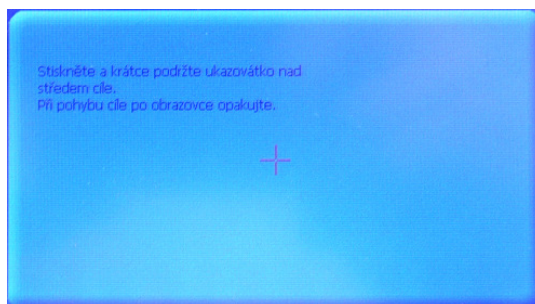 Stiskněte a krátce podržte ukazovátko nad
středem cíle.
Při pohybu cíle po obrazovce opakujte.